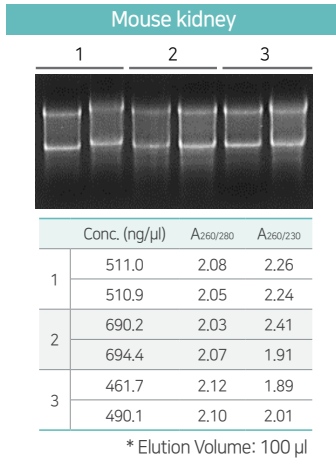 Mouse kidney
1 2 3
Conc. (ng/μl) A260/280 A260/230
1
511.0 2.08 2.26
510.9 2.05 2.24
2
690.2 2.03 2.41
694.4 2.07 1.91
3
461.7 2.12 1.89
490.1 2.10 2.01
* Elution Volume: 100 μl